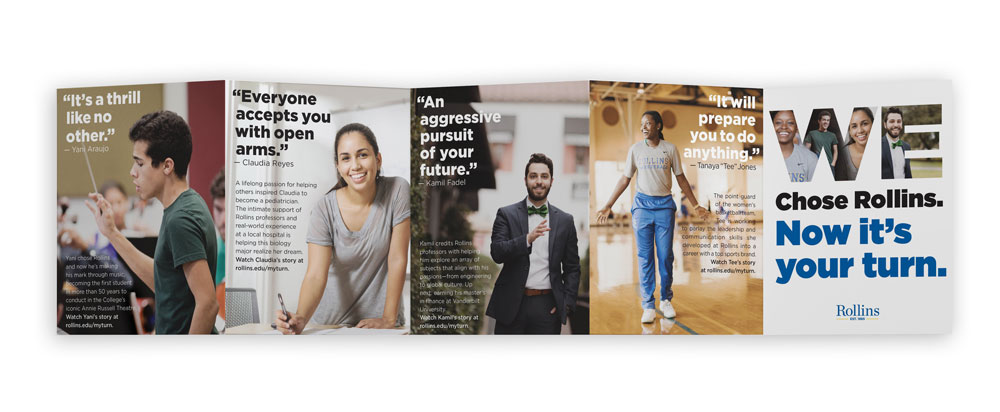 “It’s a thrill
like no
other.”
— Yani Araujo
Yani chose Rollins
and now he’s making
his mark through music,
becoming the first student
in more than 50 years to
conduct in the College’s
iconic Annie Russell Theatre.
Watch Yani’s story at
rollins.edu/myturn.
“Everyone
accepts you
with open
arms.”
— Claudia Reyes
A lifelong passion for helping
others inspired Claudia to
become a pediatrician.
The intimate support of
Rollins professors and
real-world experience
at a local hospital is
helping this biology
major realize her dream.
Watch Claudia’s story at
rollins.edu/myturn.
“An
aggressive
pursuit
of your
future.”
— Kamil Fadel
Kamil credits Rollins
professors with helping
him explore an array of
subjects that align with his
passions—from engineering
to global culture. Up
next, earning his master’s
in finance at Vanderbilt
University.
Watch Kamil’s story at
rollins.edu/myturn.
“It will
prepare
you to do
anything.”
— Tanaya “Tee” Jones
The point guard
of the women’s
basketball team,
Tee is working
to parlay the leadership and
communication skills she
developed at Rollins into a
career with a top sports brand.
Watch Tee’s story
at rollins.edu/myturn.
WE
Chose Rollins.
Now it’s
your turn.
Rollins
EST. 1885